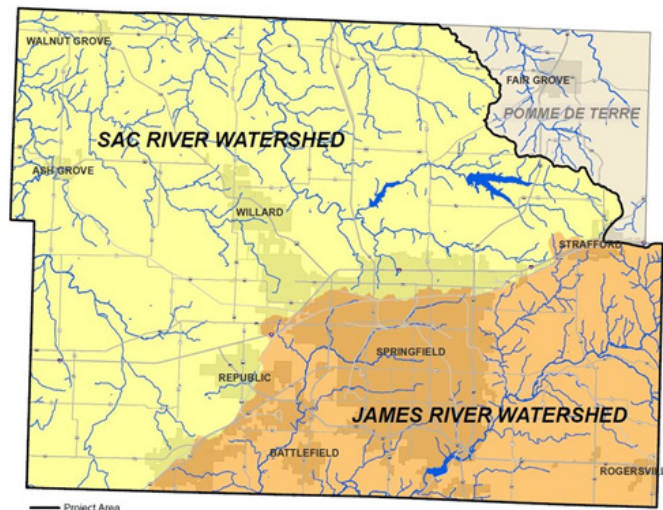 WALNUT GROVE
FAIR GROVE
POMME DE TERRE
SAC RIVER WATERSHED
ASH GROVE
WILLARD
STRAFFORD
SPRINGFIELD
REPUBLIC
JAMES RIVER WATERSHED
BATTLEFIELD
ROGERSVILL
Project Area